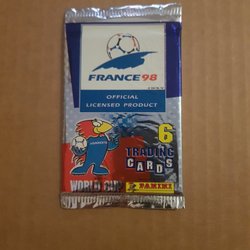 FRANCE 98
OFFICIAL
LICENSED PRODUCT
6
TRADING
CARDS
WORLD CUP
PANINI